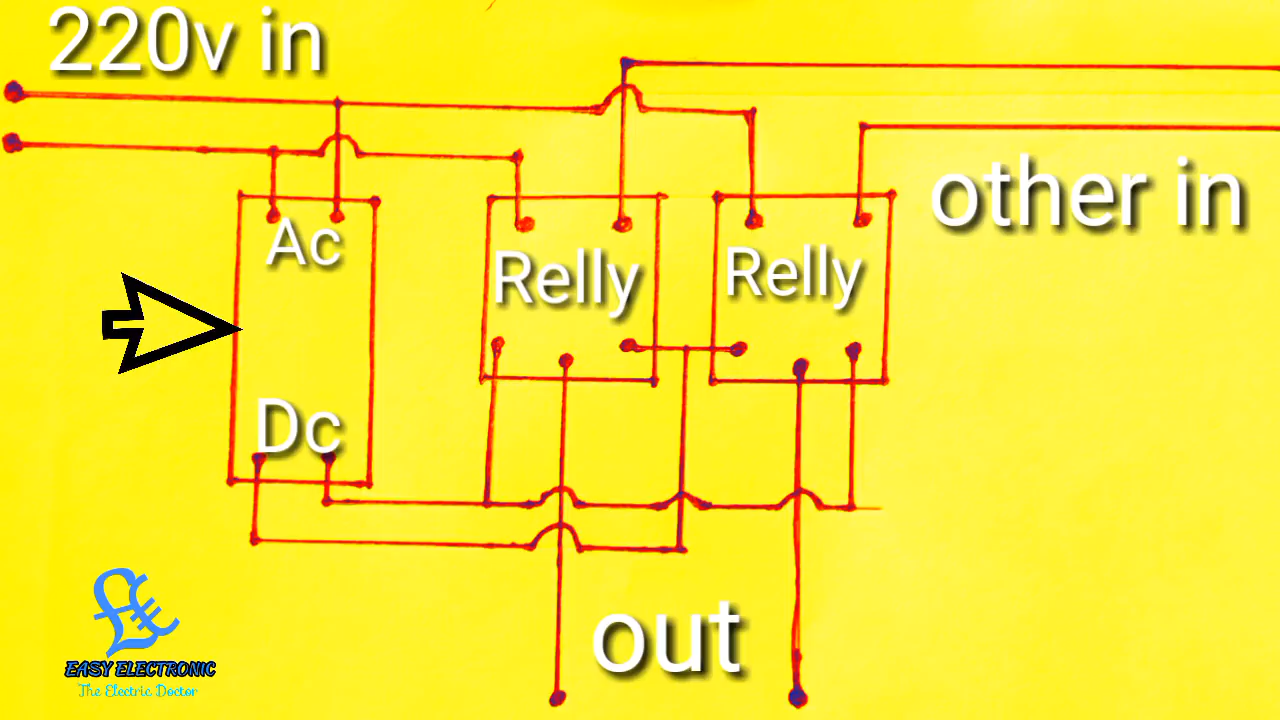 220v in
other in
Ac
Relly
Relly
Dc
out
EASY ELECTRONIC
The Electric Doctor